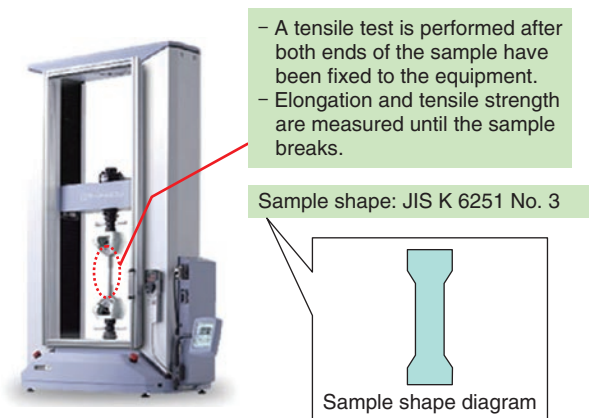 – A tensile test is performed after
both ends of the sample have
been fixed to the equipment.
– Elongation and tensile strength
are measured until the sample
breaks.
Sample shape: JIS K 6251 No. 3
Sample shape diagram